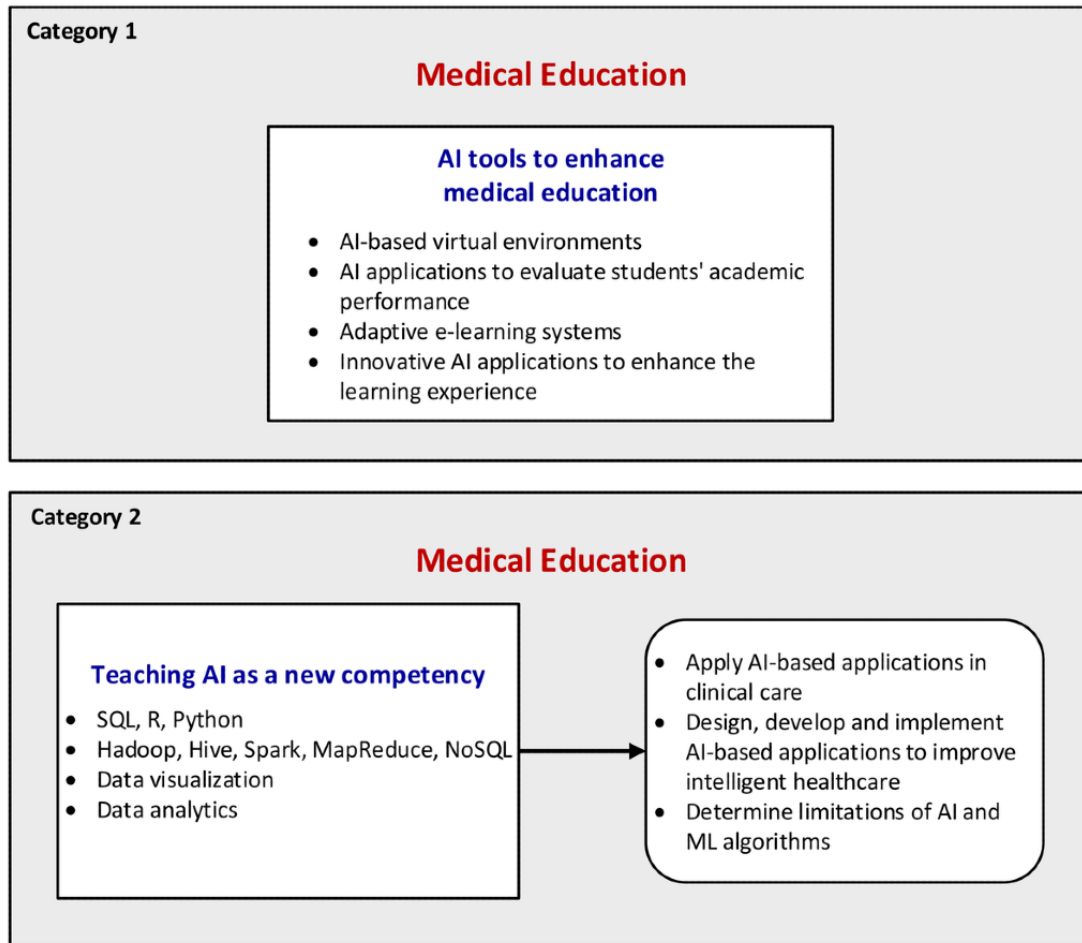 Category 1
Medical Education
AI tools to enhance
medical education
• AI-based virtual environments
• AI applications to evaluate students' academic
performance
• Adaptive e-learning systems
• Innovative AI applications to enhance the
learning experience
Category 2
Medical Education
Teaching AI as a new competency
• SQL, R, Python
• Hadoop, Hive, Spark, MapReduce, NoSQL
• Data visualization
• Data analytics
• Apply AI-based applications in
clinical care
• Design, develop and implement
AI-based applications to improve
intelligent healthcare
• Determine limitations of AI and
ML algorithms